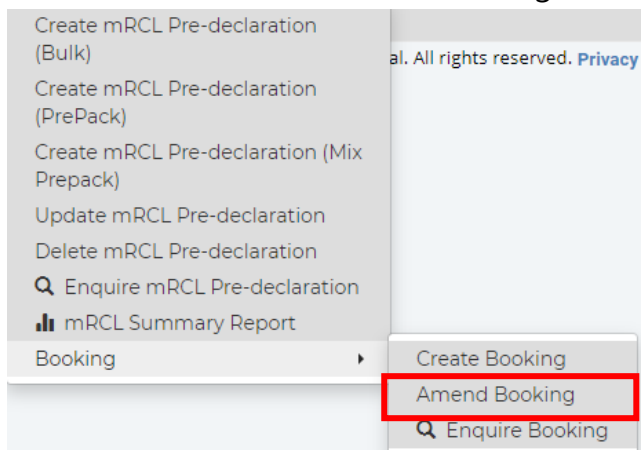 Create mRCL Pre-declaration
(Bulk)
al. All rights reserved. Privacy
Create mRCL Pre-declaration
(PrePack)
Create mRCL Pre-declaration (Mix
Prepack)
Update mRCL Pre-declaration
Delete mRCL Pre-declaration
Enquire mRCL Pre-declaration
mRCL Summary Report
Booking
Create Booking
Amend Booking
Enquire Booking